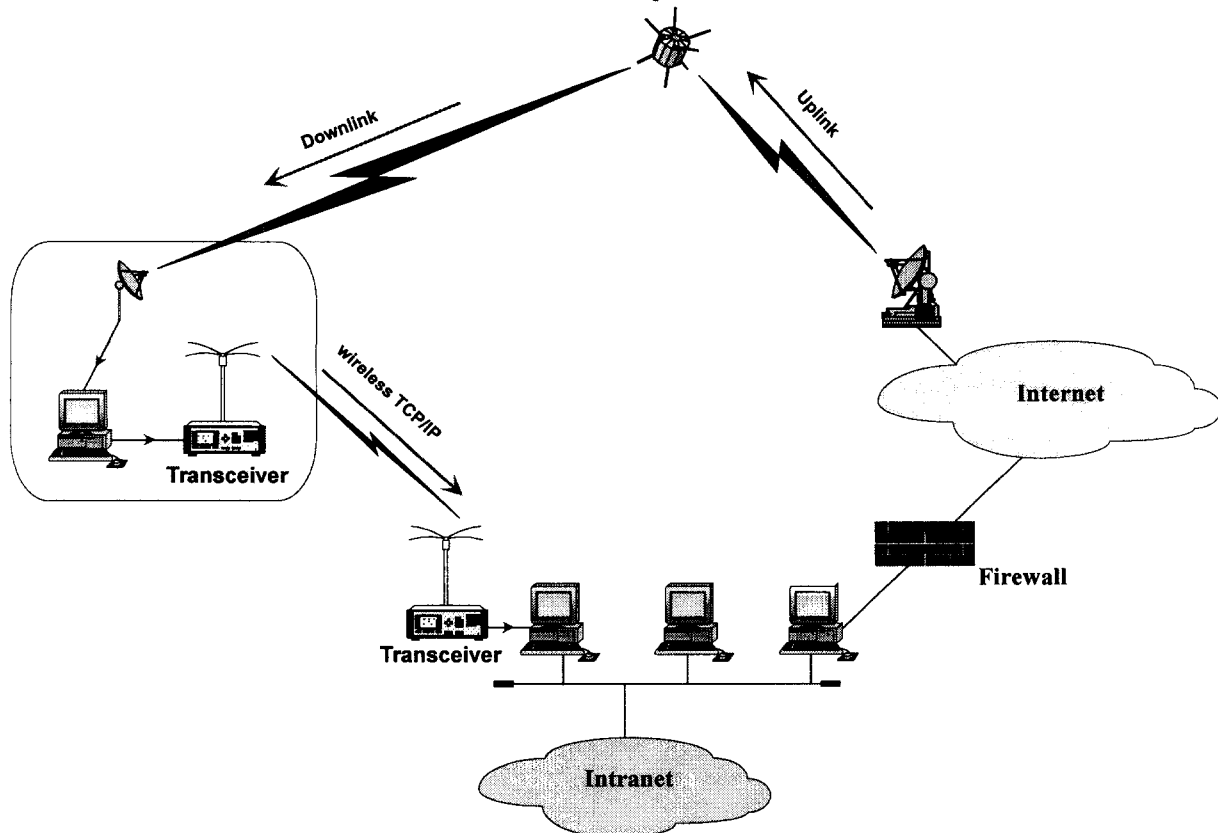 Downlink
Uplink
wireless TCP/IP
Internet
Transceiver
Firewall
Transceiver
Intranet